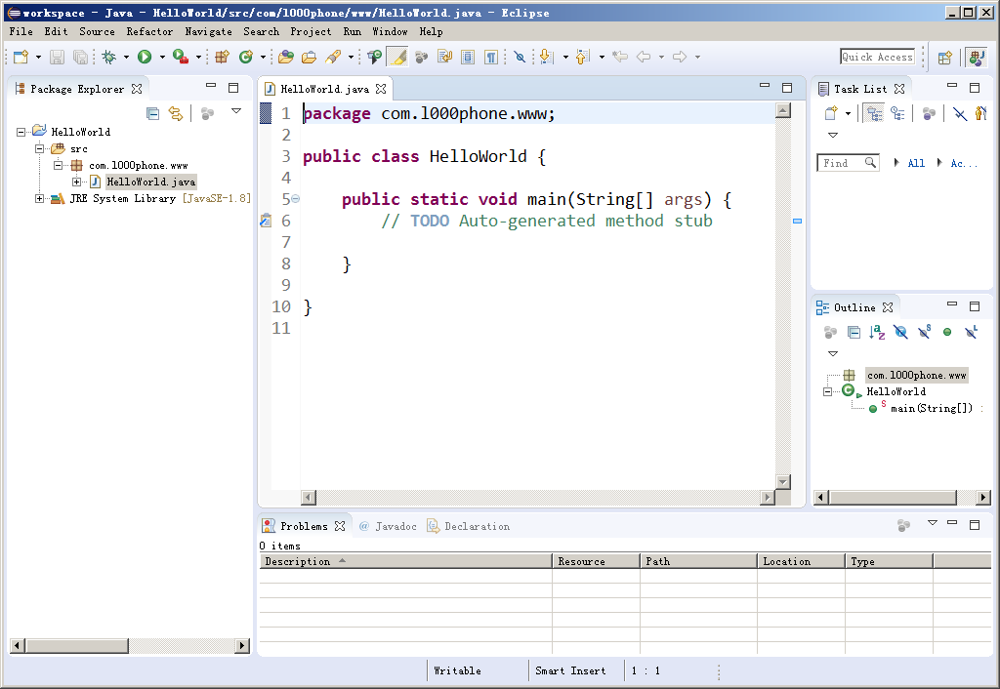 workspace - Java - HelloWorld/src/com/l000phone/www/HelloWorld.java - Eclipse
File Edit Source Refactor Navigate Search Project Run Window Help
Quick Access
Package Explorer
HelloWorld
src
com.l000phone.www
HelloWorld.java
JRE System Library [JavaSE-1.8]
HelloWorld.java
1 package com.l000phone.www;
2
3 public class HelloWorld {
4
5 public static void main(String[] args) {
6 // TODO Auto-generated method stub
7
8 }
9
10 }
11
Task List
Find All Ac...
Outline
com.l000phone.www
HelloWorld
main(String[]) :
Problems @ Javadoc Declaration
0 items
Description Resource Path Location Type
Writable Smart Insert 1 : 1